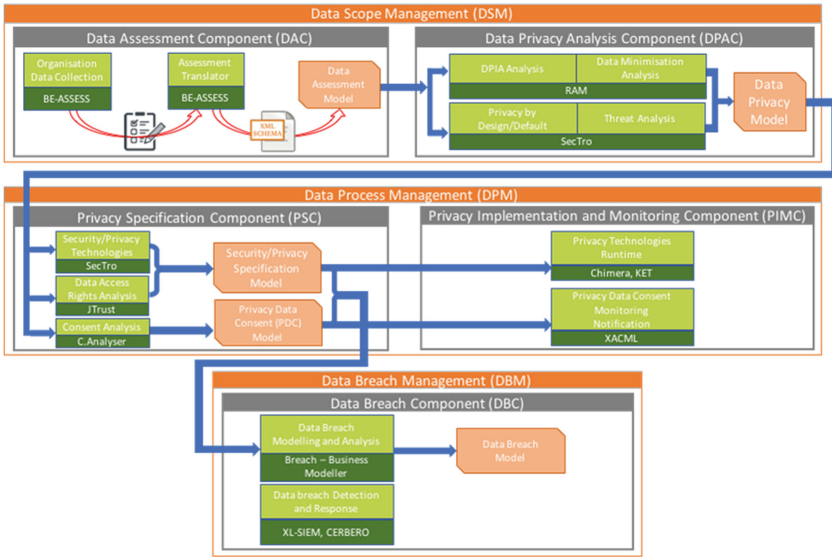 Data Scope Management (DSM)
Data Assessment Component (DAC)
Organisation
Data Collection
BE-ASSESS
Assessment
Translator
BE-ASSESS
XML
SCHEMA
Data
Assessment
Model
Data Privacy Analysis Component (DPAC)
DPIA Analysis
Data Minimisation
Analysis
RAM
Privacy by
Design/Default
Threat Analysis
SecTro
Data
Privacy
Model
Data Process Management (DPM)
Privacy Specification Component (PSC)
Security/Privacy
Technologies
SecTro
Data Access
Rights Analysis
JTrust
Consent Analysis
C.Analyser
Security/Privacy
Specification
Model
Privacy Data
Consent (PDC)
Model
Privacy Implementation and Monitoring Component (PIMC)
Privacy Technologies
Runtime
Chimera, KET
Privacy Data Consent
Monitoring
Notification
XACML
Data Breach Management (DBM)
Data Breach Component (DBC)
Data Breach
Modelling and Analysis
Breach – Business
Modeller
Data Breach
Model
Data breach Detection
and Response
XL-SIEM, CERBERO